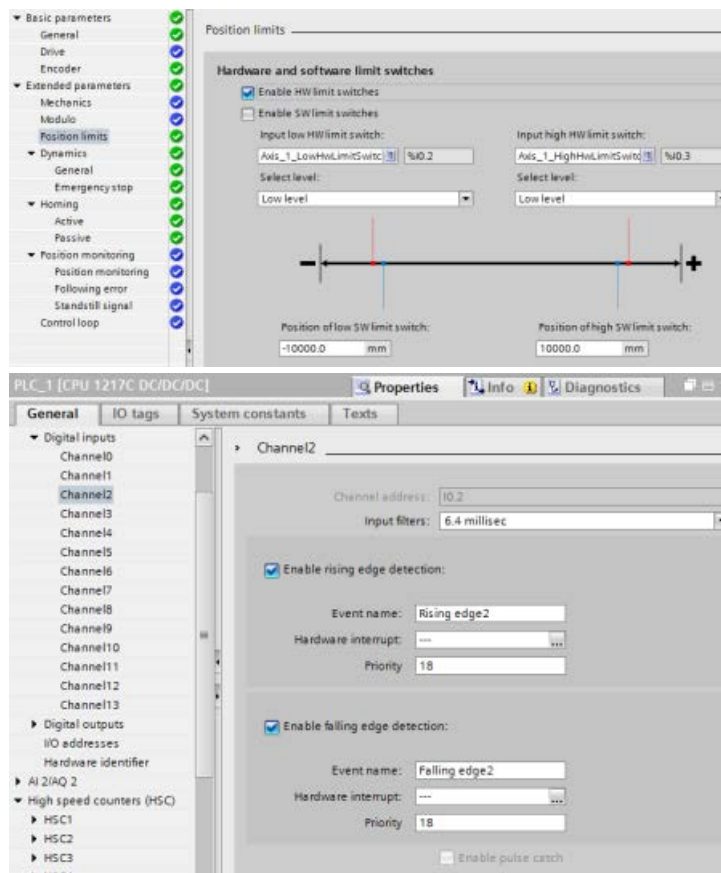 Basic parameters
General
Drive
Encoder
Extended parameters
Mechanics
Modulo
Position limits
Dynamics
General
Emergency stop
Homing
Active
Passive
Position monitoring
Position monitoring
Following error
Standstill signal
Control loop
Position limits
Hardware and software limit switches
Enable HW limit switches
Enable SW limit switches
Input low HW limit switch:
Input high HW limit switch:
Axis_1_LowHwLimitSwitc %I0.2
Axis_1_HighHwLimitSwitc %I0.3
Select level:
Select level:
Low level
Low level
− +
Position of low SW limit switch:
Position of high SW limit switch:
-10000.0 mm
10000.0 mm
PLC_1 [CPU 1217C DC/DC/DC]
Properties Info Diagnostics
General IO tags System constants Texts
Digital inputs
Channel0
Channel1
Channel2
Channel3
Channel4
Channel5
Channel6
Channel7
Channel8
Channel9
Channel10
Channel11
Channel12
Channel13
Digital outputs
I/O addresses
Hardware identifier
AI 2/AQ 2
High speed counters (HSC)
HSC1
HSC2
HSC3
Channel2
Channel address: I0.2
Input filters: 6.4 millisec
Enable rising edge detection:
Event name: Rising edge2
Hardware interrupt: --- ...
Priority 18
Enable falling edge detection:
Event name: Falling edge2
Hardware interrupt: --- ...
Priority 18
Enable pulse catch